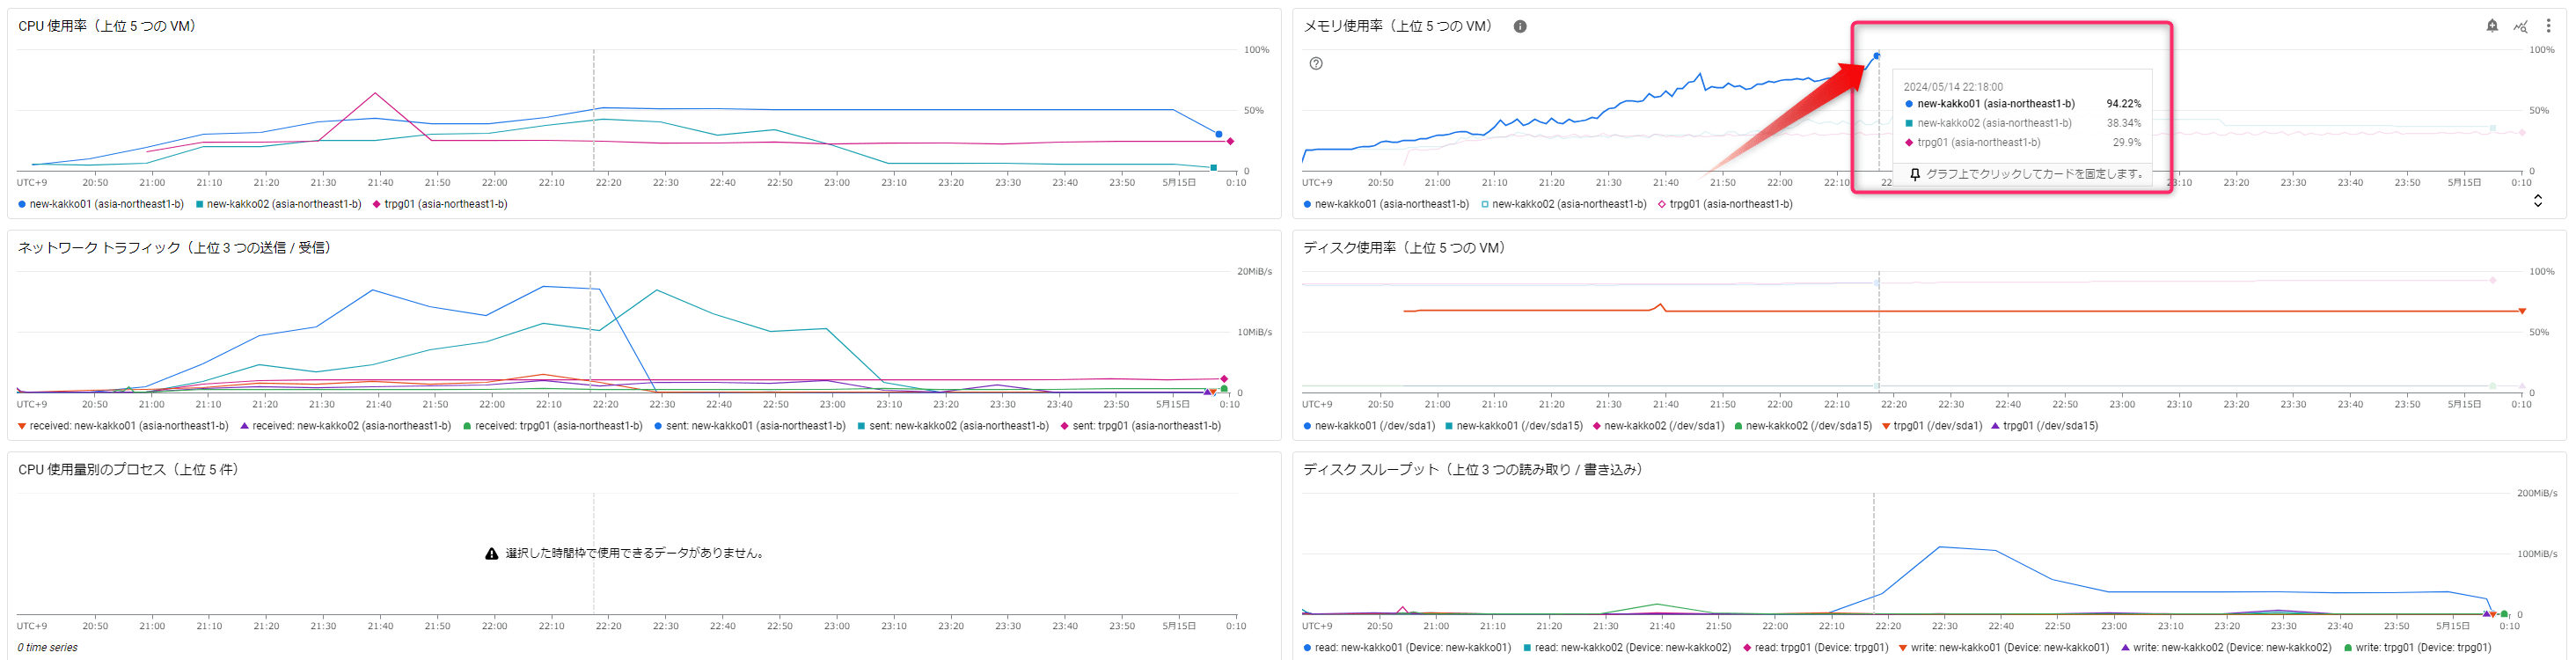 CPU 使用率（上位 5 つの VM）
100%
50%
0
UTC+9 20:50 21:00 21:10 21:20 21:30 21:40 21:50 22:00 22:10 22:20 22:30 22:40 22:50 23:00 23:10 23:20 23:30 23:40 23:50 5月15日 0:10
new-kakko01 (asia-northeast1-b) new-kakko02 (asia-northeast1-b) trpg01 (asia-northeast1-b)
メモリ使用率（上位 5 つの VM）
100%
50%
0
2024/05/14 22:18:00
new-kakko01 (asia-northeast1-b) 94.22%
new-kakko02 (asia-northeast1-b) 38.34%
trpg01 (asia-northeast1-b) 29.9%
グラフ上でクリックしてカードを固定します。
UTC+9 20:50 21:00 21:10 21:20 21:30 21:40 21:50 22:00 22:10 22:2 23:10 23:20 23:30 23:40 23:50 5月15日 0:10
new-kakko01 (asia-northeast1-b) new-kakko02 (asia-northeast1-b) trpg01 (asia-northeast1-b)
ネットワーク トラフィック（上位 3 つの送信 / 受信）
20MiB/s
10MiB/s
0
UTC+9 20:50 21:00 21:10 21:20 21:30 21:40 21:50 22:00 22:10 22:20 22:30 22:40 22:50 23:00 23:10 23:20 23:30 23:40 23:50 5月15日 0:10
received: new-kakko01 (asia-northeast1-b) received: new-kakko02 (asia-northeast1-b) received: trpg01 (asia-northeast1-b) sent: new-kakko01 (asia-northeast1-b) sent: new-kakko02 (asia-northeast1-b) sent: trpg01 (asia-northeast1-b)
ディスク使用率（上位 5 つの VM）
100%
50%
0
UTC+9 20:50 21:00 21:10 21:20 21:30 21:40 21:50 22:00 22:10 22:20 22:30 22:40 22:50 23:00 23:10 23:20 23:30 23:40 23:50 5月15日 0:10
new-kakko01 (/dev/sda1) new-kakko01 (/dev/sda15) new-kakko02 (/dev/sda1) new-kakko02 (/dev/sda15) trpg01 (/dev/sda1) trpg01 (/dev/sda15)
CPU 使用量別のプロセス（上位 5 件）
選択した時間枠で使用できるデータがありません。
UTC+9 20:50 21:00 21:10 21:20 21:30 21:40 21:50 22:00 22:10 22:20 22:30 22:40 22:50 23:00 23:10 23:20 23:30 23:40 23:50 5月15日 0:10
0 time series
ディスク スループット（上位 3 つの読み取り / 書き込み）
200MiB/s
100MiB/s
0
UTC+9 20:50 21:00 21:10 21:20 21:30 21:40 21:50 22:00 22:10 22:20 22:30 22:40 22:50 23:00 23:10 23:20 23:30 23:40 23:50 5月15日 0:10
read: new-kakko01 (Device: new-kakko01) read: new-kakko02 (Device: new-kakko02) read: trpg01 (Device: trpg01) write: new-kakko01 (Device: new-kakko01) write: new-kakko02 (Device: new-kakko02) write: trpg01 (Device: trpg01)